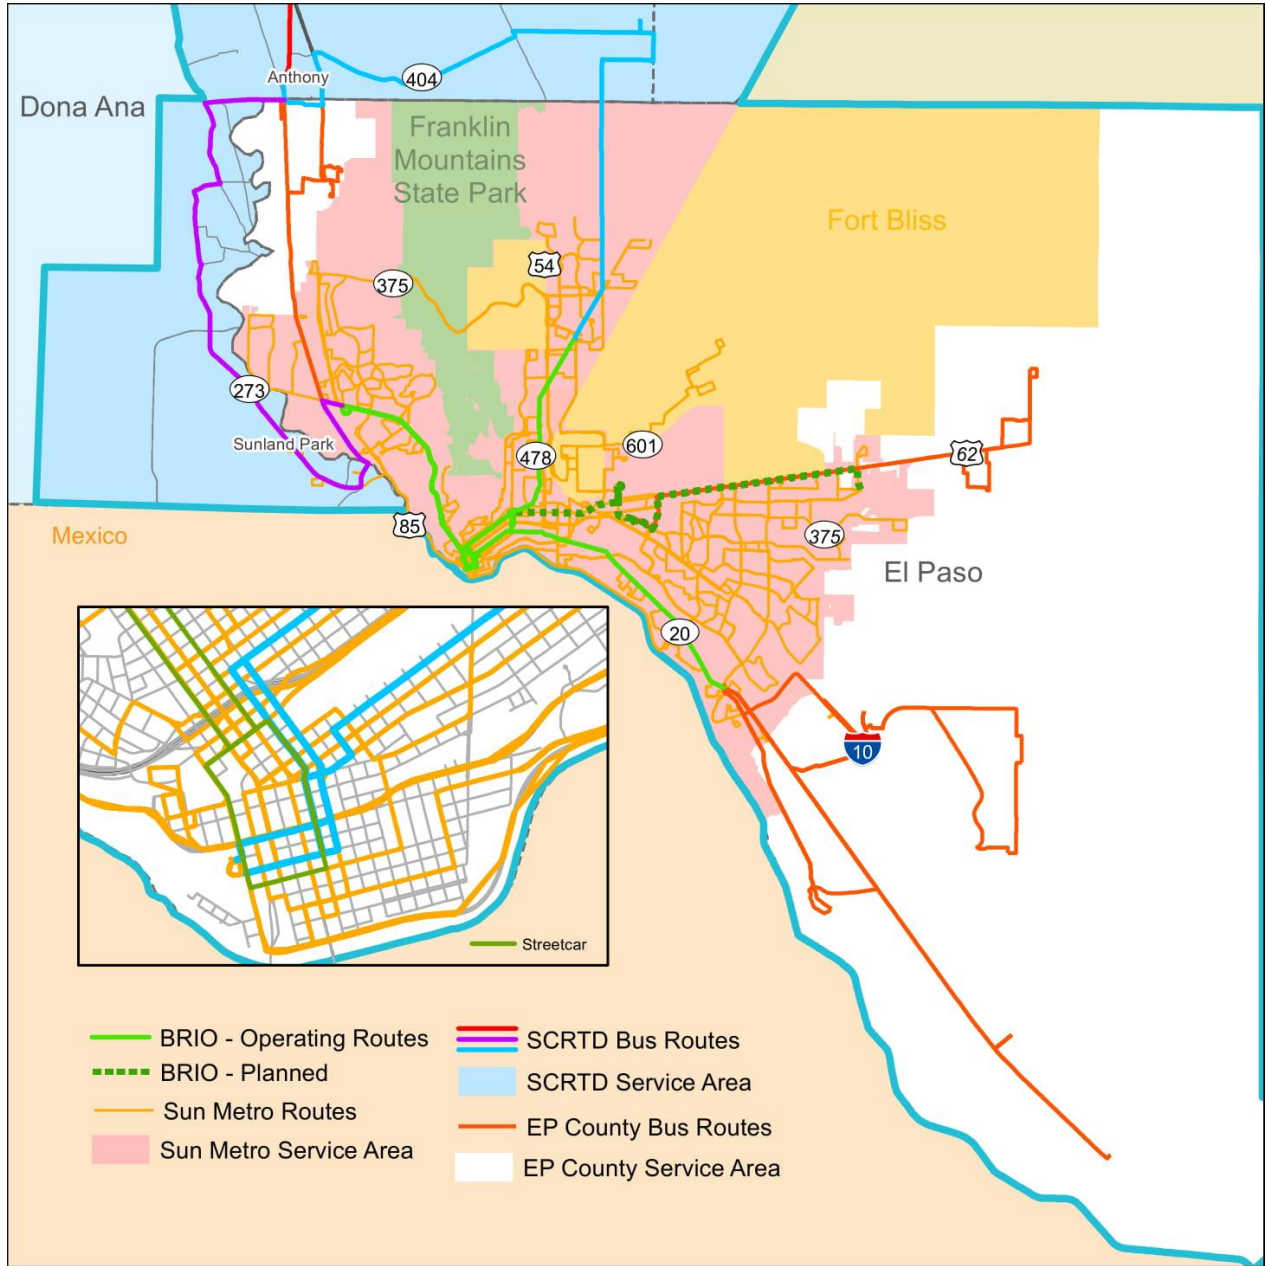 Anthony
404
Dona Ana
Franklin
Mountains
State Park
Fort Bliss
54
375
273
Sunland Park
478
601
62
85
Mexico
375
El Paso
20
10
Streetcar
BRIO - Operating Routes
BRIO - Planned
Sun Metro Routes
Sun Metro Service Area
SCRTD Bus Routes
SCRTD Service Area
EP County Bus Routes
EP County Service Area